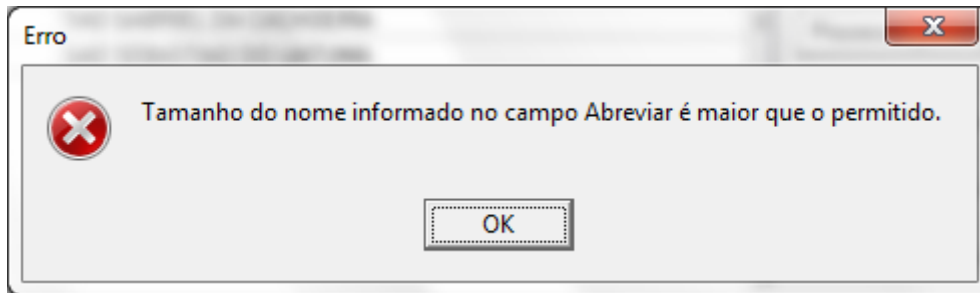 Erro
Tamanho do nome informado no campo Abreviar é maior que o permitido.
OK